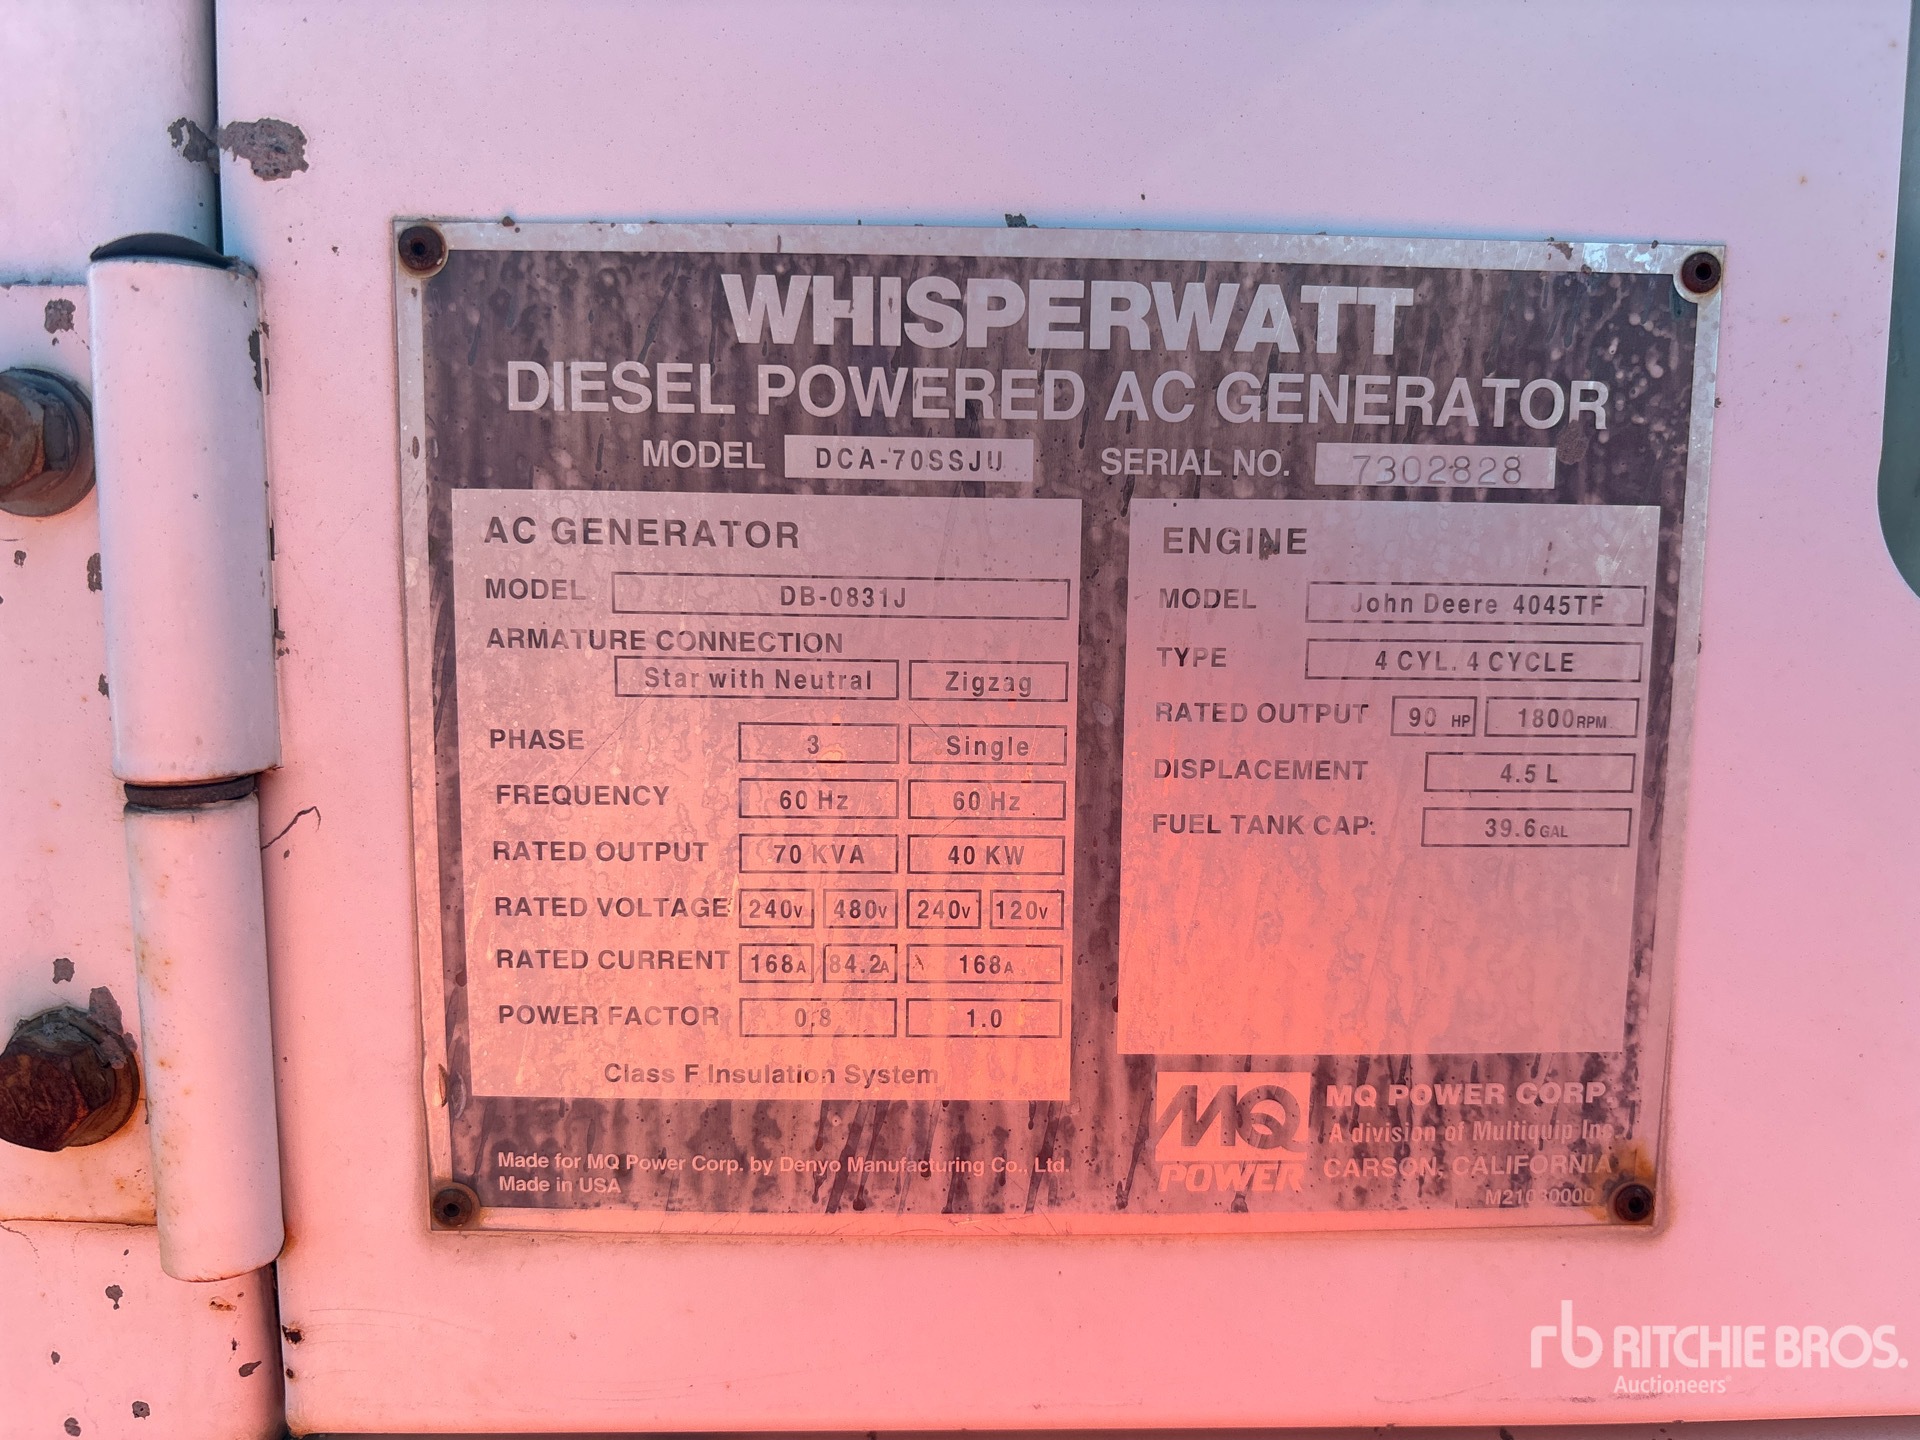 WHISPERWATT
DIESEL POWERED AC GENERATOR
MODEL DCA-70SSJU SERIAL NO. 7302828
AC GENERATOR
MODEL DB-0831J
ARMATURE CONNECTION
Star with Neutral Zigzag
PHASE 3 Single
FREQUENCY 60 Hz 60 Hz
RATED OUTPUT 70 KVA 40 KW
RATED VOLTAGE 240V 480V 240V 120V
RATED CURRENT 168A 84.2A 168A
POWER FACTOR 0.8 1.0
Class F Insulation System
ENGINE
MODEL John Deere 4045TF
TYPE 4 CYL. 4 CYCLE
RATED OUTPUT 90 HP 1800RPM
DISPLACEMENT 4.5 L
FUEL TANK CAP: 39.6GAL
Made for MQ Power Corp. by Denyo Manufacturing Co., Ltd.
Made in USA
MQ POWER
MQ POWER CORP.
A division of Multiquip Inc
CARSON, CALIFORNIA
rb RITCHIE BROS.
Auctioneers